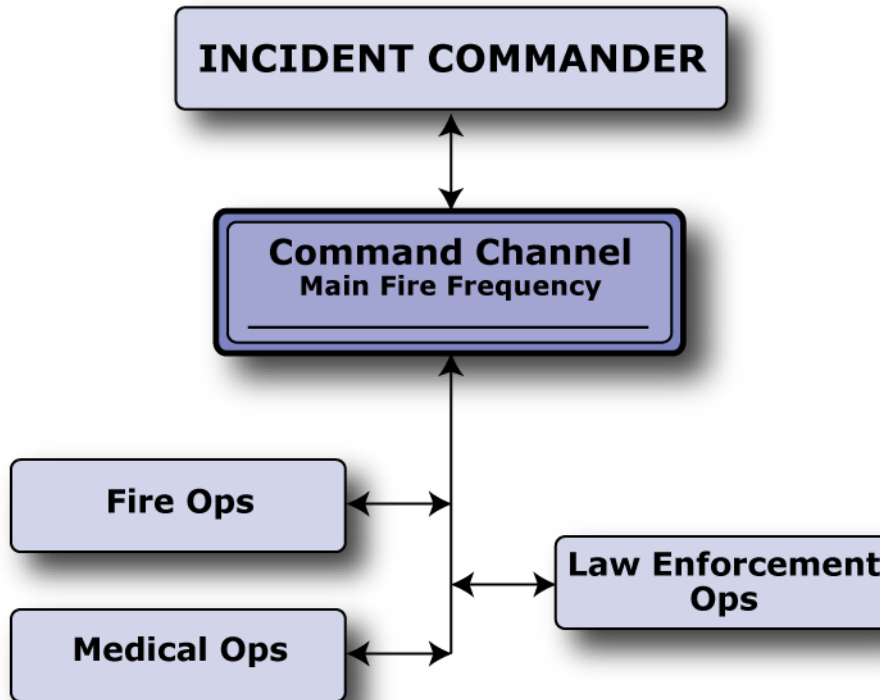 INCIDENT COMMANDER
Command Channel
Main Fire Frequency
Fire Ops
Law Enforcement
Ops
Medical Ops